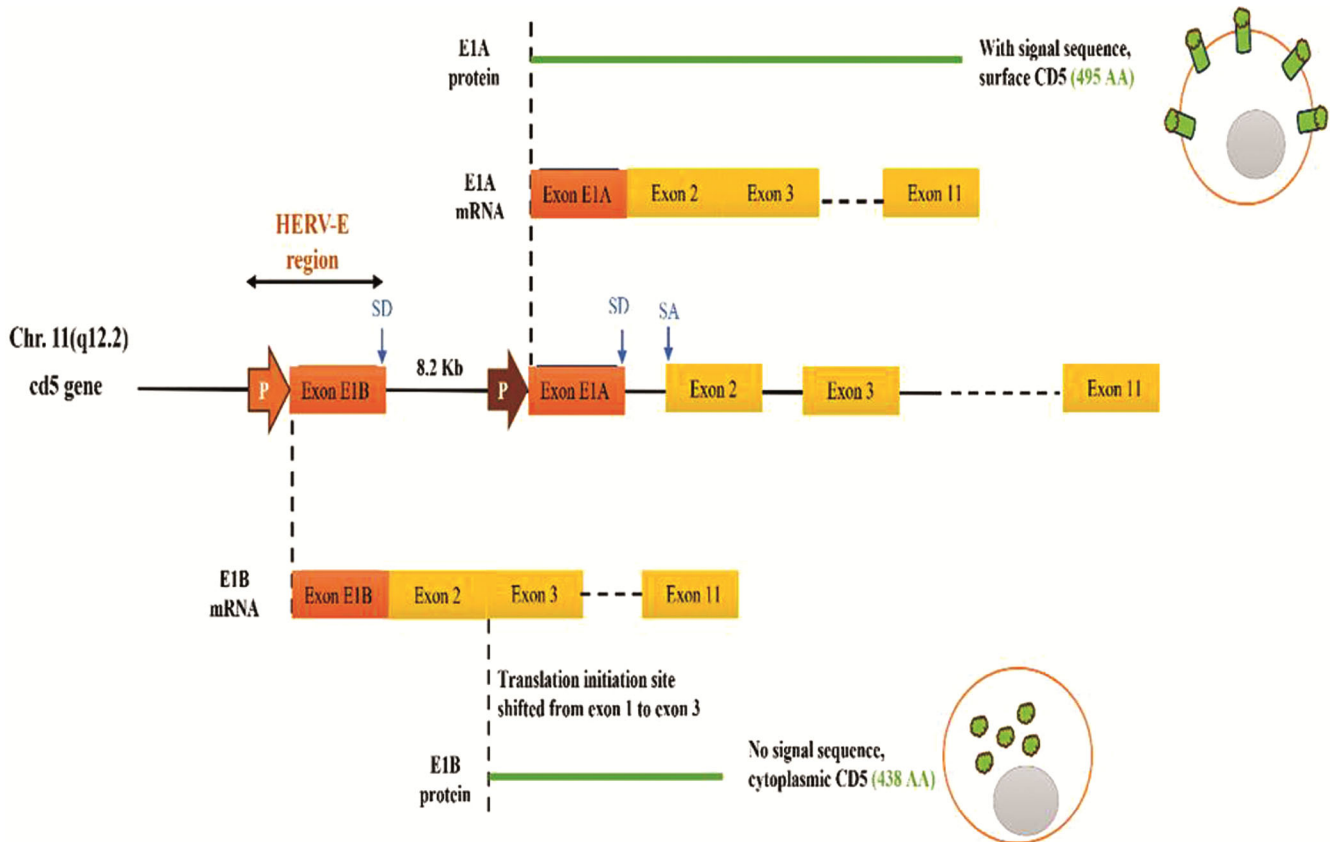 E1A
protein
With signal sequence,
surface CD5 (495 AA)
E1A
mRNA
Exon E1A
Exon 2
Exon 3
Exon 11
HERV-E
region
SD
SD
SA
Chr. 11(q12.2)
cd5 gene
P
Exon E1B
8.2 Kb
P
Exon E1A
Exon 2
Exon 3
Exon 11
E1B
mRNA
Exon E1B
Exon 2
Exon 3
Exon 11
Translation initiation site
shifted from exon 1 to exon 3
E1B
protein
No signal sequence,
cytoplasmic CD5 (438 AA)